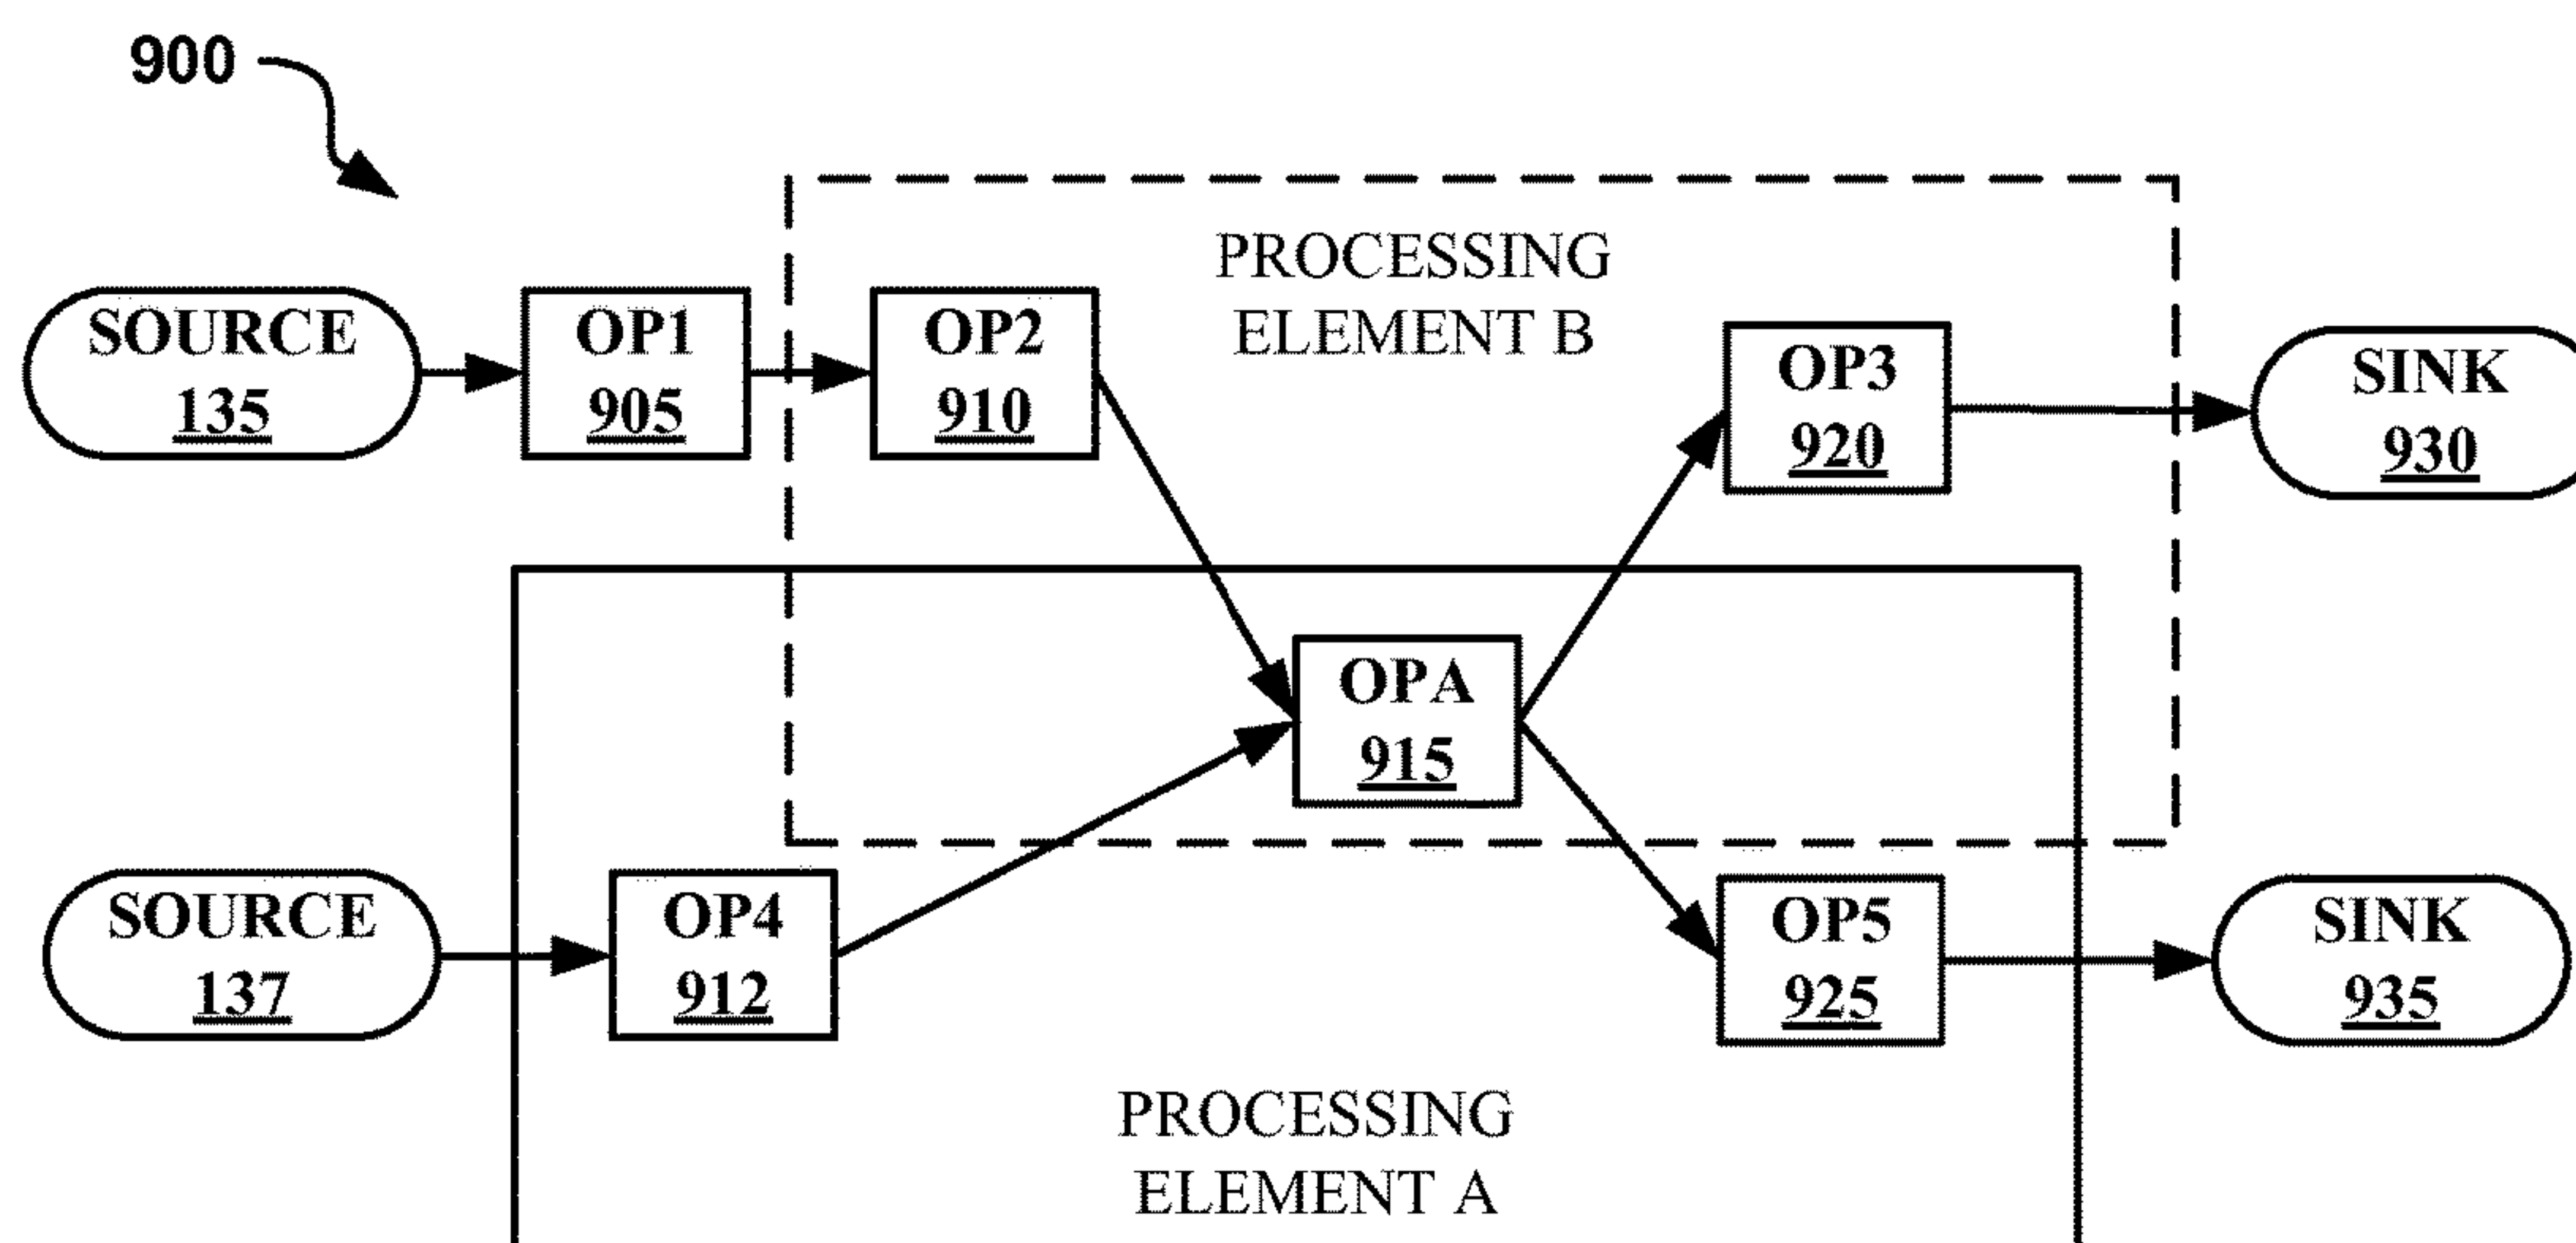 900
PROCESSING
ELEMENT B
SOURCE
135
OP1
905
OP2
910
OP3
920
SINK
930
OPA
915
SOURCE
137
OP4
912
OP5
925
SINK
935
PROCESSING
ELEMENT A